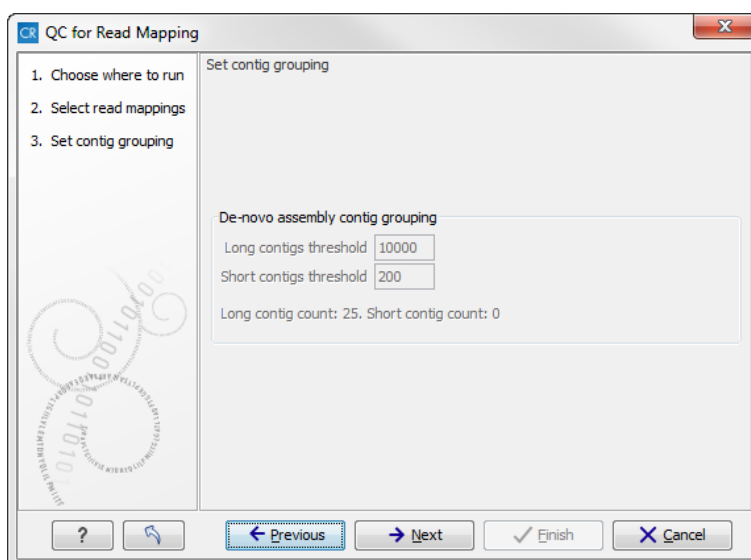 CR QC for Read Mapping
1. Choose where to run
2. Select read mappings
3. Set contig grouping
Set contig grouping
De-novo assembly contig grouping
Long contigs threshold 10000
Short contigs threshold 200
Long contig count: 25. Short contig count: 0
? Previous Next Finish Cancel